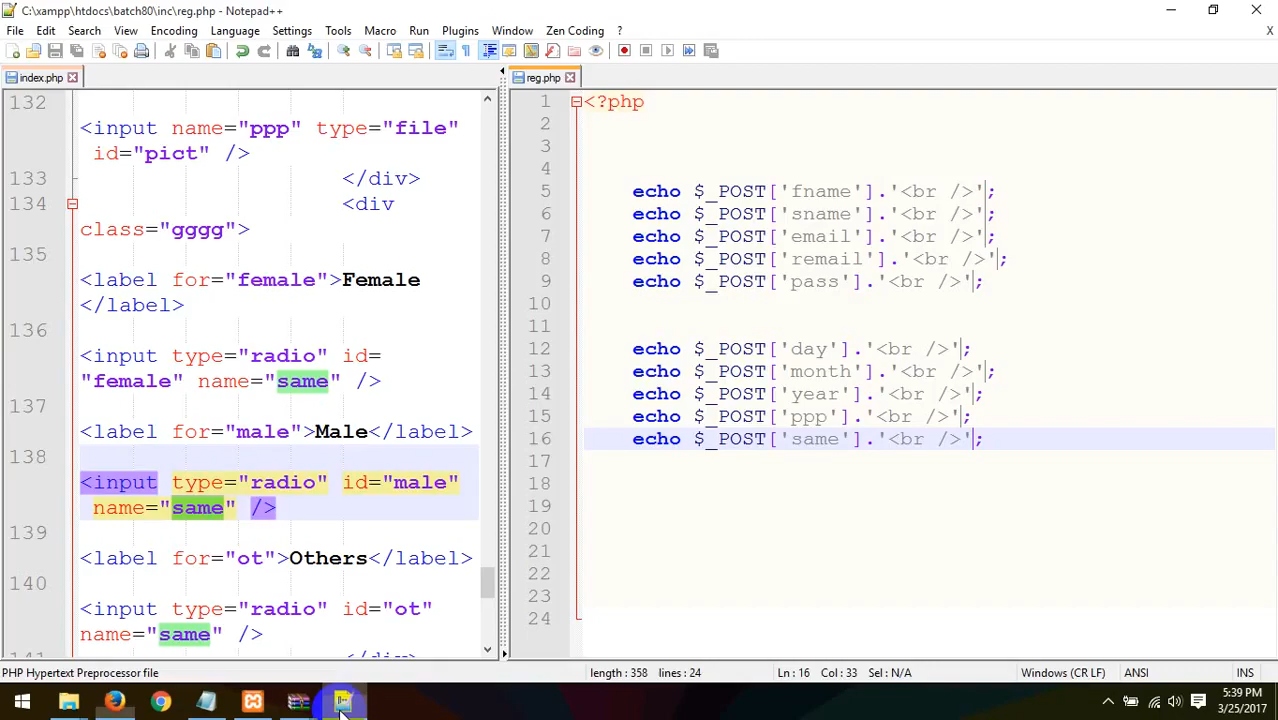 C:\xampp\htdocs\batch80\inc\reg.php - Notepad++
File Edit Search View Encoding Language Settings Tools Macro Run Plugins Window Zen Coding ?
X
index.php
132
<input name="ppp" type="file"
id="pict" />
133 </div>
134 <div
class="gggg">
135
<label for="female">Female
</label>
136
<input type="radio" id=
"female" name="same" />
137
<label for="male">Male</label>
138
<input type="radio" id="male"
name="same" />
139
<label for="ot">Others</label>
140
<input type="radio" id="ot"
name="same" />
141 </div>
reg.php
1 <?php
2
3
4
5 echo $_POST['fname'].'<br />';
6 echo $_POST['sname'].'<br />';
7 echo $_POST['email'].'<br />';
8 echo $_POST['remail'].'<br />';
9 echo $_POST['pass'].'<br />';
10
11
12 echo $_POST['day'].'<br />';
13 echo $_POST['month'].'<br />';
14 echo $_POST['year'].'<br />';
15 echo $_POST['ppp'].'<br />';
16 echo $_POST['same'].'<br />';
17
18
19
20
21
22
23
24
PHP Hypertext Preprocessor file length : 358 lines : 24 Ln : 16 Col : 33 Sel : N/A Windows (CR LF) ANSI INS
5:39 PM
3/25/2017